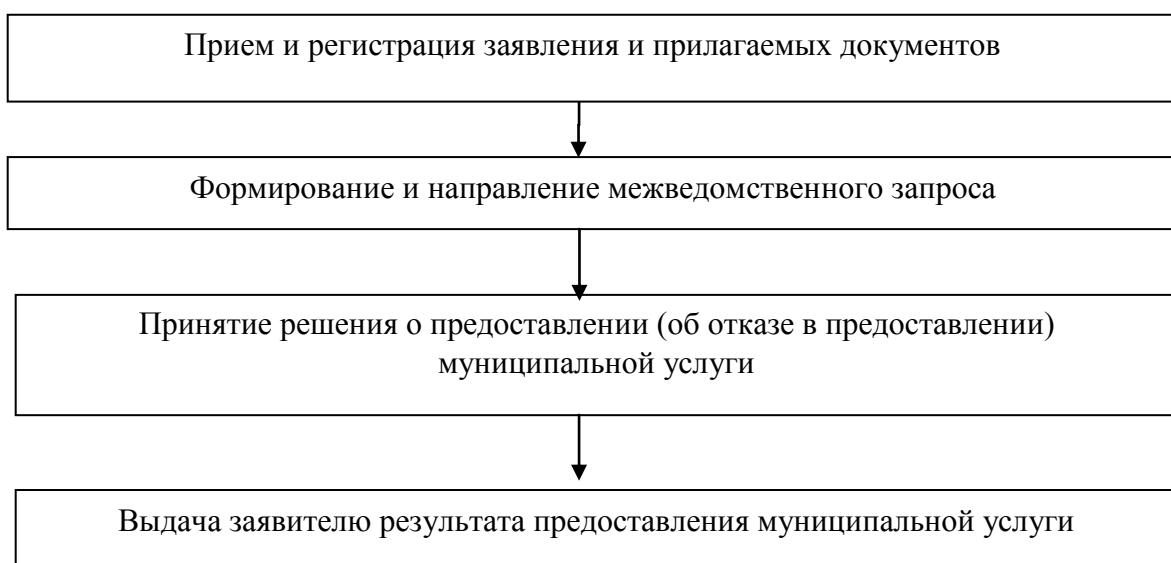 Прием и регистрация заявления и прилагаемых документов
Формирование и направление межведомственного запроса
Принятие решения о предоставлении (об отказе в предоставлении)
муниципальной услуги
Выдача заявителю результата предоставления муниципальной услуги